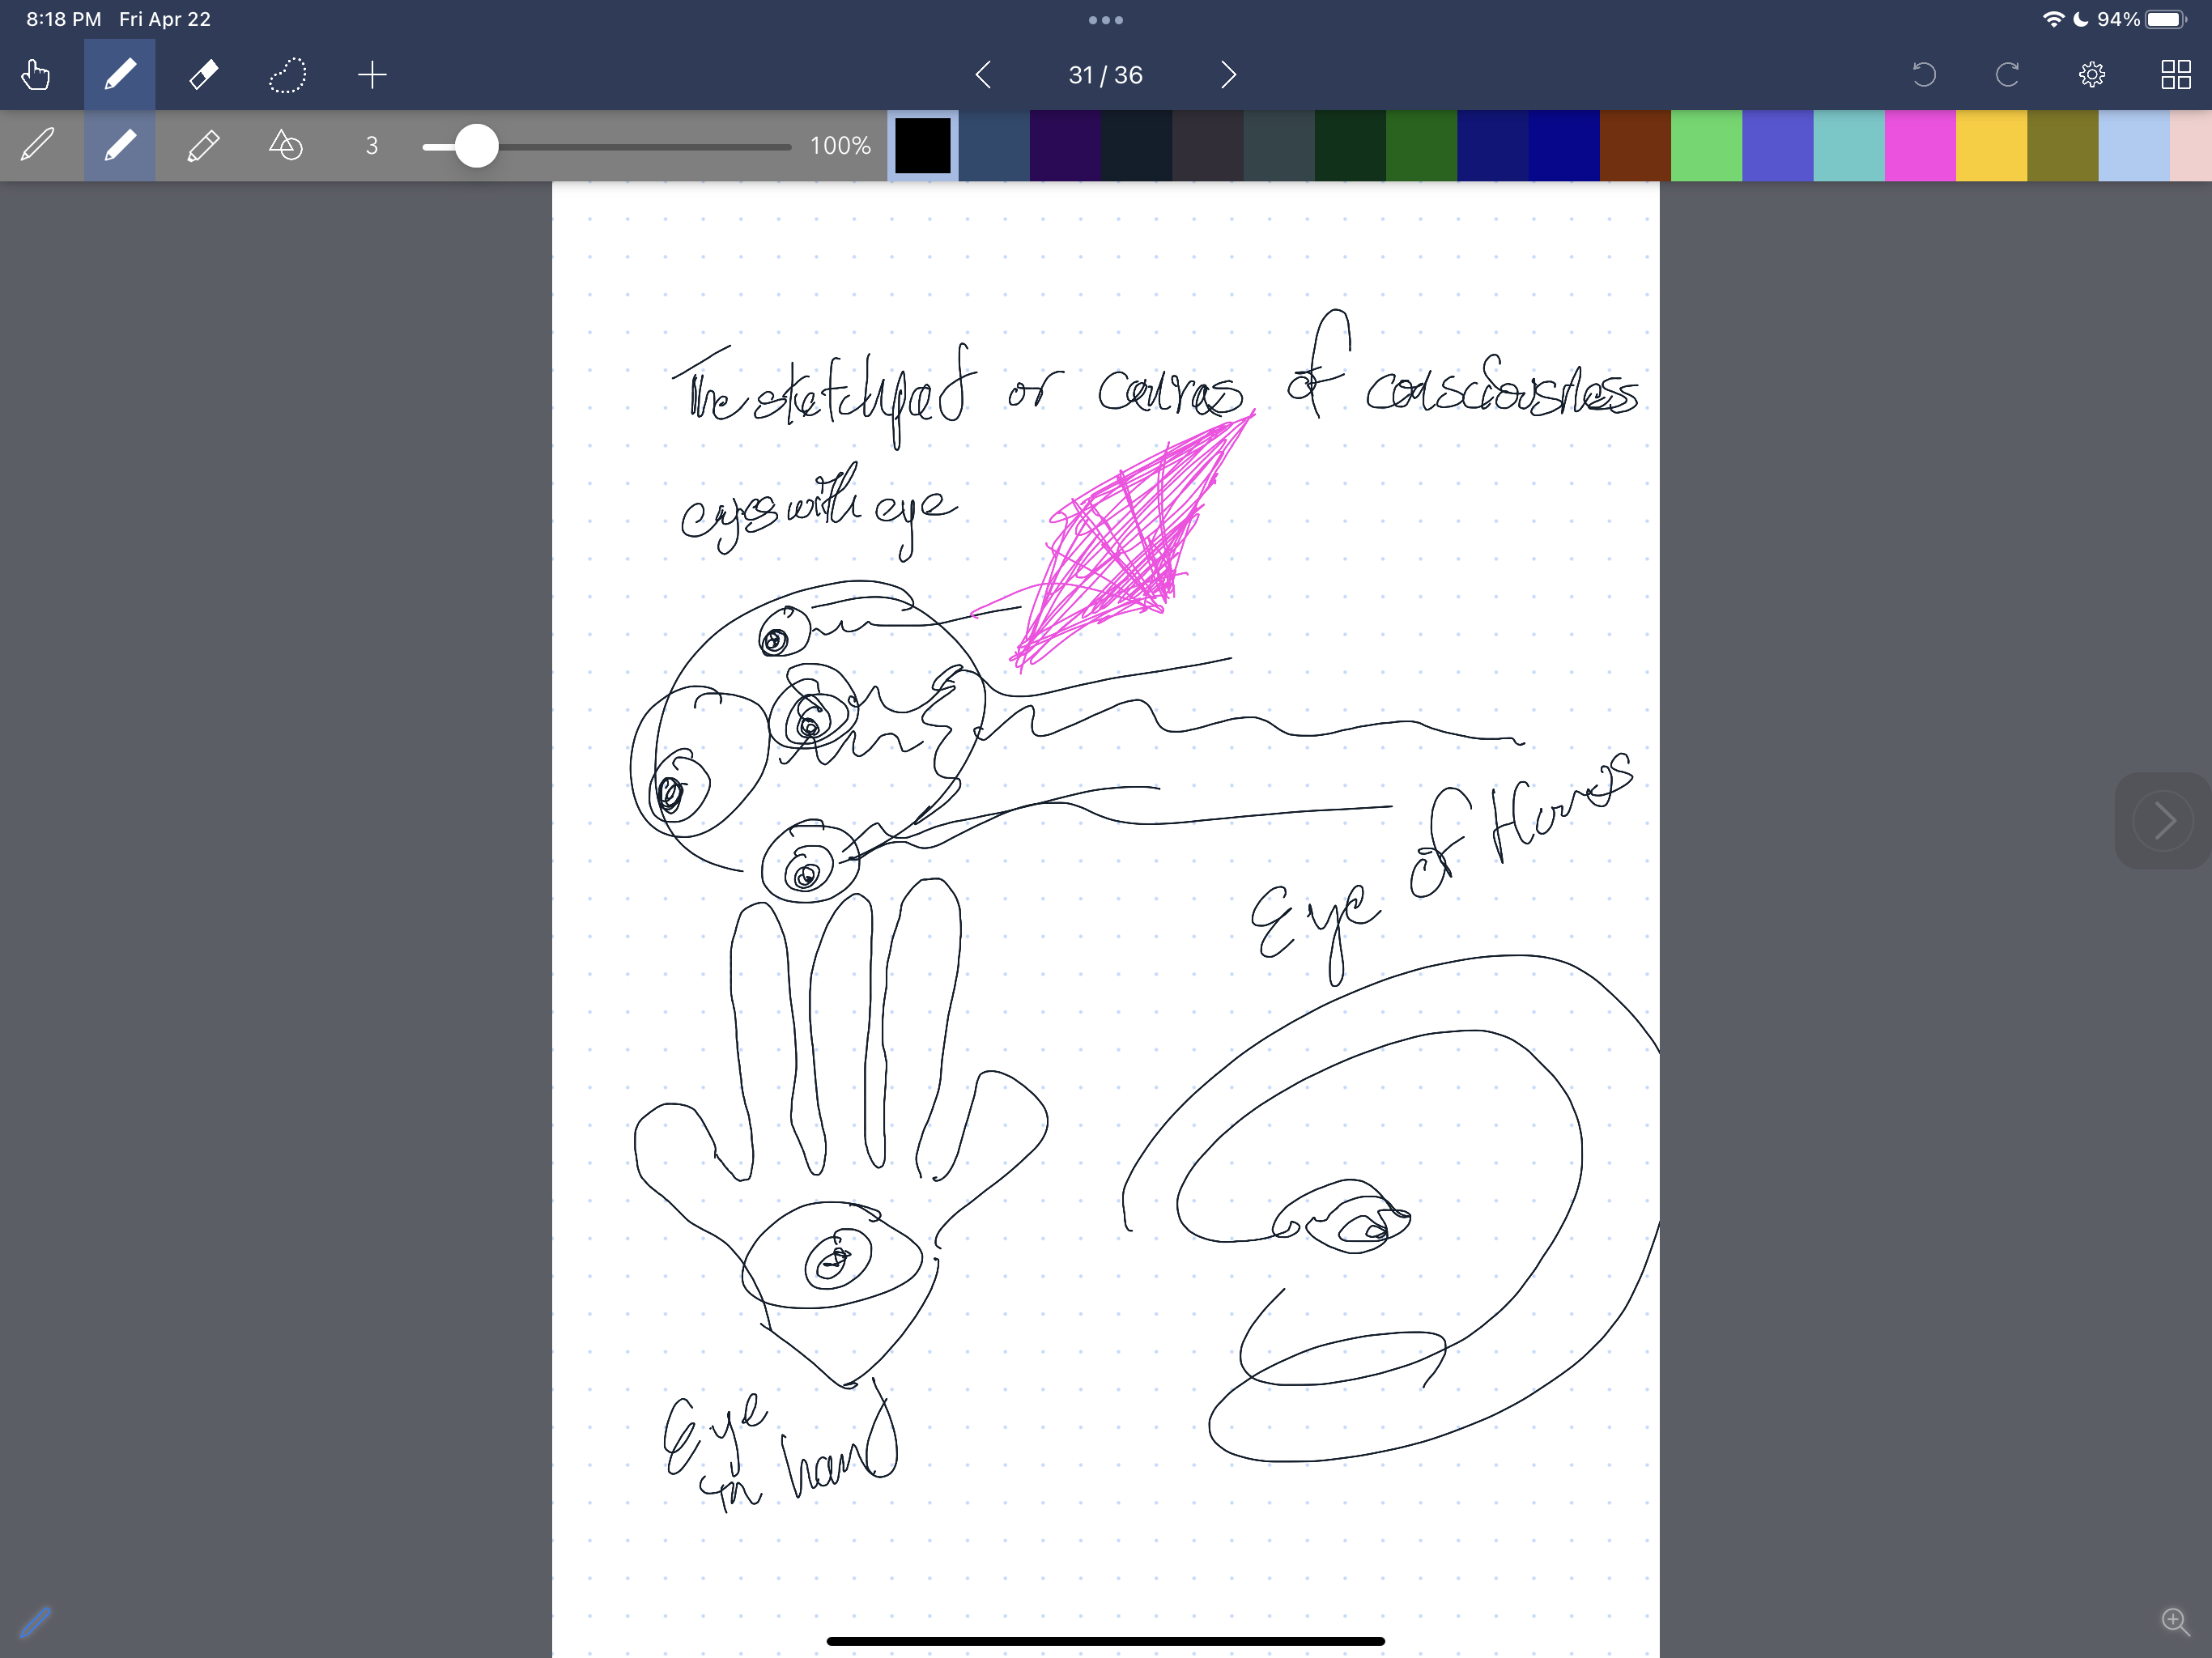 8:18 PM Fri Apr 22
94%
31 / 36
3
100%
The sketchpad or canvas of consciousness
eyes with eye
Eye of Horus
Eye
in hand